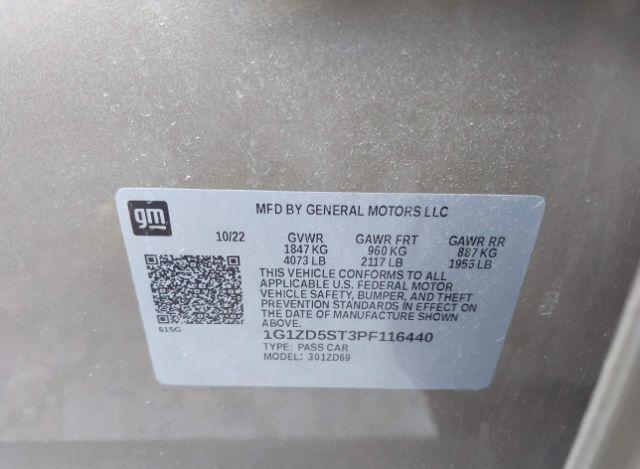 gm
MFD BY GENERAL MOTORS LLC
10/22 GVWR GAWR FRT GAWR RR
1847 KG 960 KG 887 KG
4073 LB 2117 LB 1955 LB
THIS VEHICLE CONFORMS TO ALL
APPLICABLE U.S. FEDERAL MOTOR
VEHICLE SAFETY, BUMPER, AND THEFT
PREVENTION STANDARDS IN EFFECT ON
THE DATE OF MANUFACTURE SHOWN
ABOVE.
615G
1G1ZD5ST3PF116440
TYPE: PASS CAR
MODEL: 301ZD69